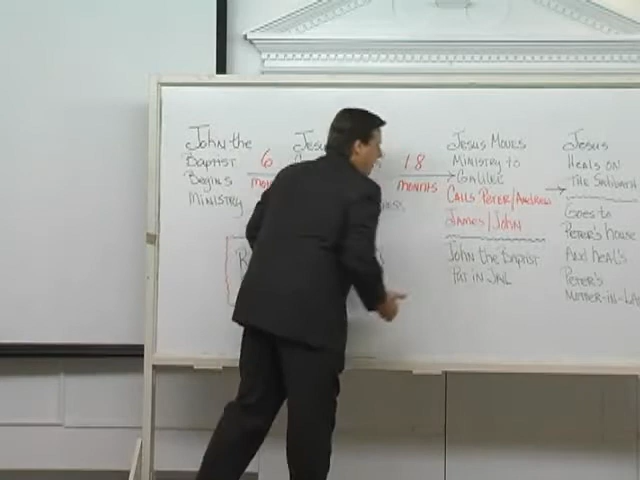 John the
Baptist
Begins
Ministry
6
Jesus
18
months
Jesus Moves
Ministry to
Galilee
Calls Peter/Andrew
James/John
John the Baptist
Put in Jail
Jesus
Heals on
The Sabbath
Goes to
Peter's house
And heals
Peter's
Mother-in-La